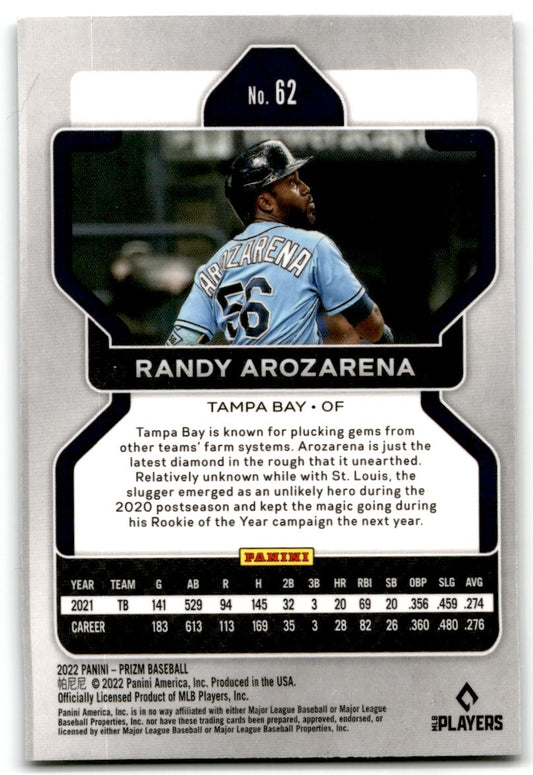 No. 62
AROZARENA
56
RANDY AROZARENA
TAMPA BAY • OF
Tampa Bay is known for plucking gems from
other teams' farm systems. Arozarena is just the
latest diamond in the rough that it unearthed.
Relatively unknown while with St. Louis, the
slugger emerged as an unlikely hero during the
2020 postseason and kept the magic going during
his Rookie of the Year campaign the next year.
PANINI
YEAR TEAM G AB R H 2B 3B HR RBI SB OBP SLG AVG
2021 TB 141 529 94 145 32 3 20 69 20 .356 .459 .274
CAREER 183 613 113 169 35 3 28 82 26 .360 .480 .276
2022 PANINI – PRIZM BASEBALL
帕尼尼 © 2022 Panini America, Inc. Produced in the USA.
Officially Licensed Product of MLB Players, Inc.
Panini America, Inc. is in no way affiliated with either Major League Baseball or Major League
Baseball Properties, Inc. nor have these trading cards been prepared, approved, endorsed, or
licensed by either Major League Baseball or Major League Baseball Properties, Inc.
MLB PLAYERS